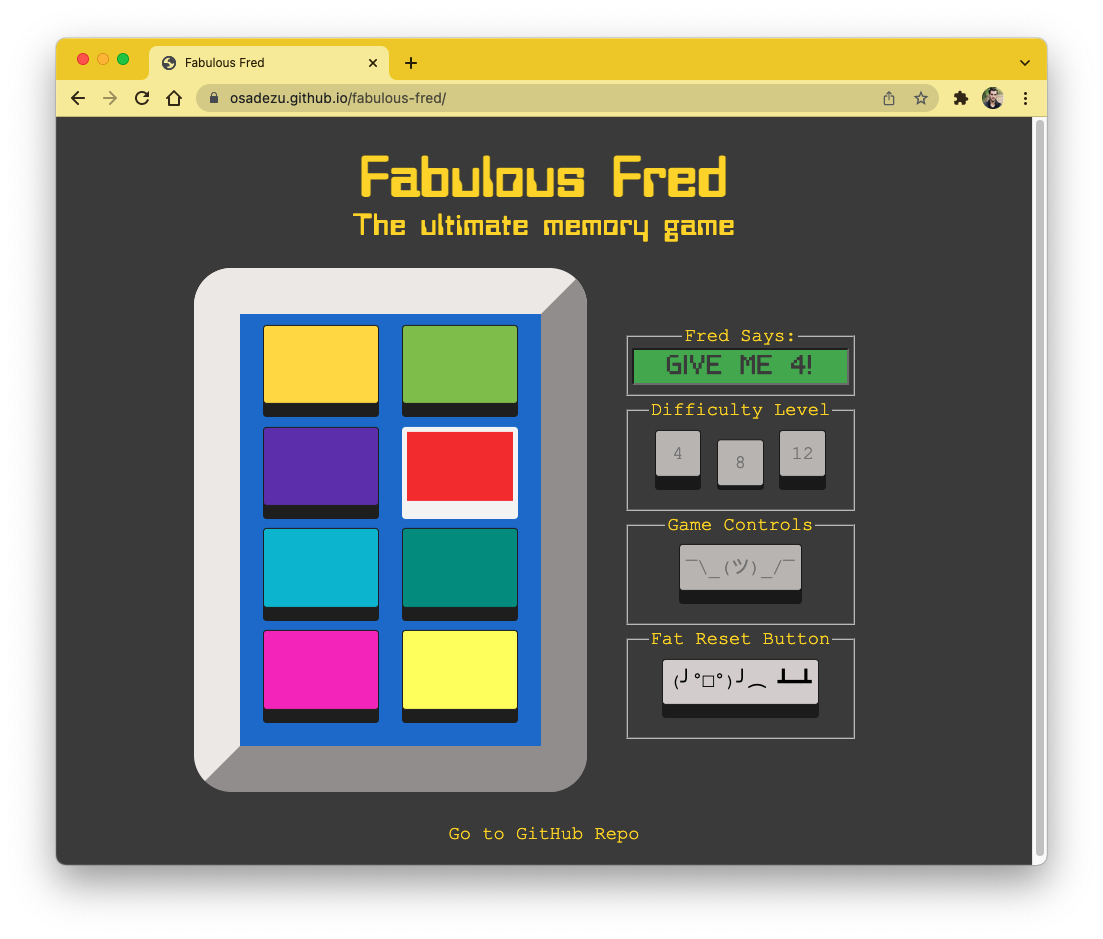 Fabulous Fred
osadezu.github.io/fabulous-fred/
Fabulous Fred
The ultimate memory game
Fred Says:
GIVE ME 4!
Difficulty Level
4 8 12
Game Controls
¯\_(ツ)_/¯
Fat Reset Button
(╯°□°)╯︵ ┻━┻
Go to GitHub Repo